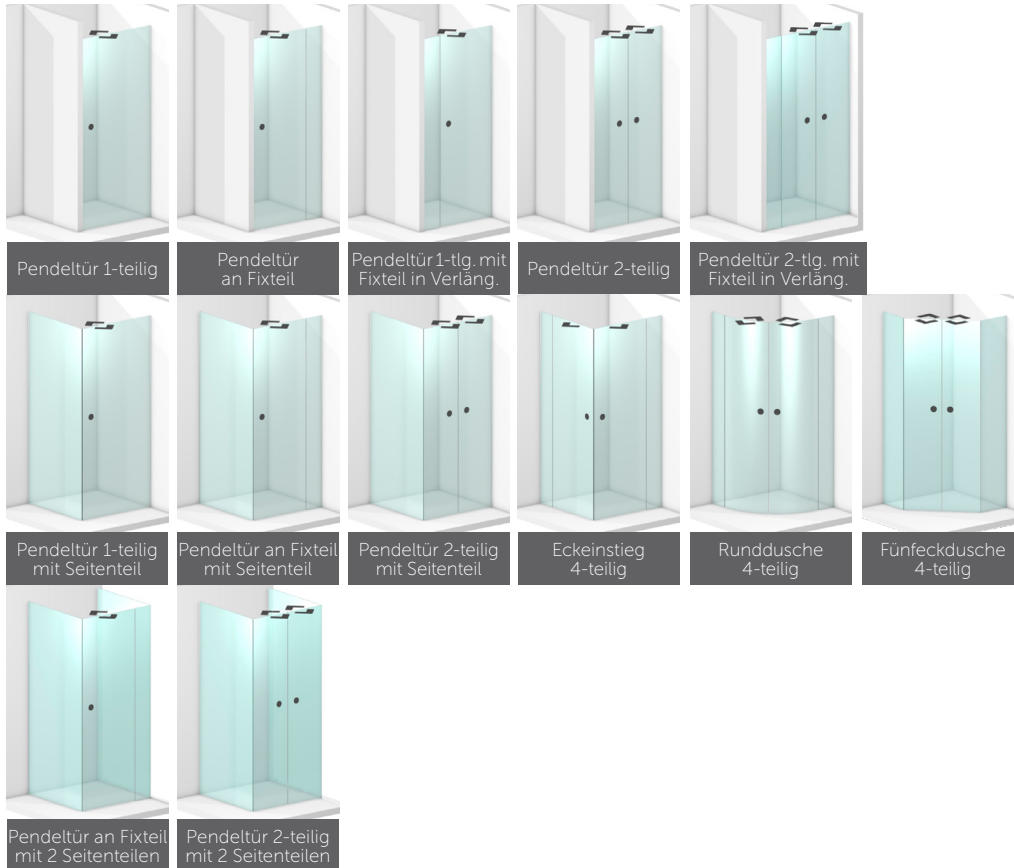 Pendeltür 1-teilig
Pendeltür
an Fixteil
Pendeltür 1-tlg. mit
Fixteil in Verläng.
Pendeltür 2-teilig
Pendeltür 2-tlg. mit
Fixteil in Verläng.
Pendeltür 1-teilig
mit Seitenteil
Pendeltür an Fixteil
mit Seitenteil
Pendeltür 2-teilig
mit Seitenteil
Eckeinstieg
4-teilig
Runddusche
4-teilig
Fünfeckdusche
4-teilig
Pendeltür an Fixteil
mit 2 Seitenteilen
Pendeltür 2-teilig
mit 2 Seitenteilen